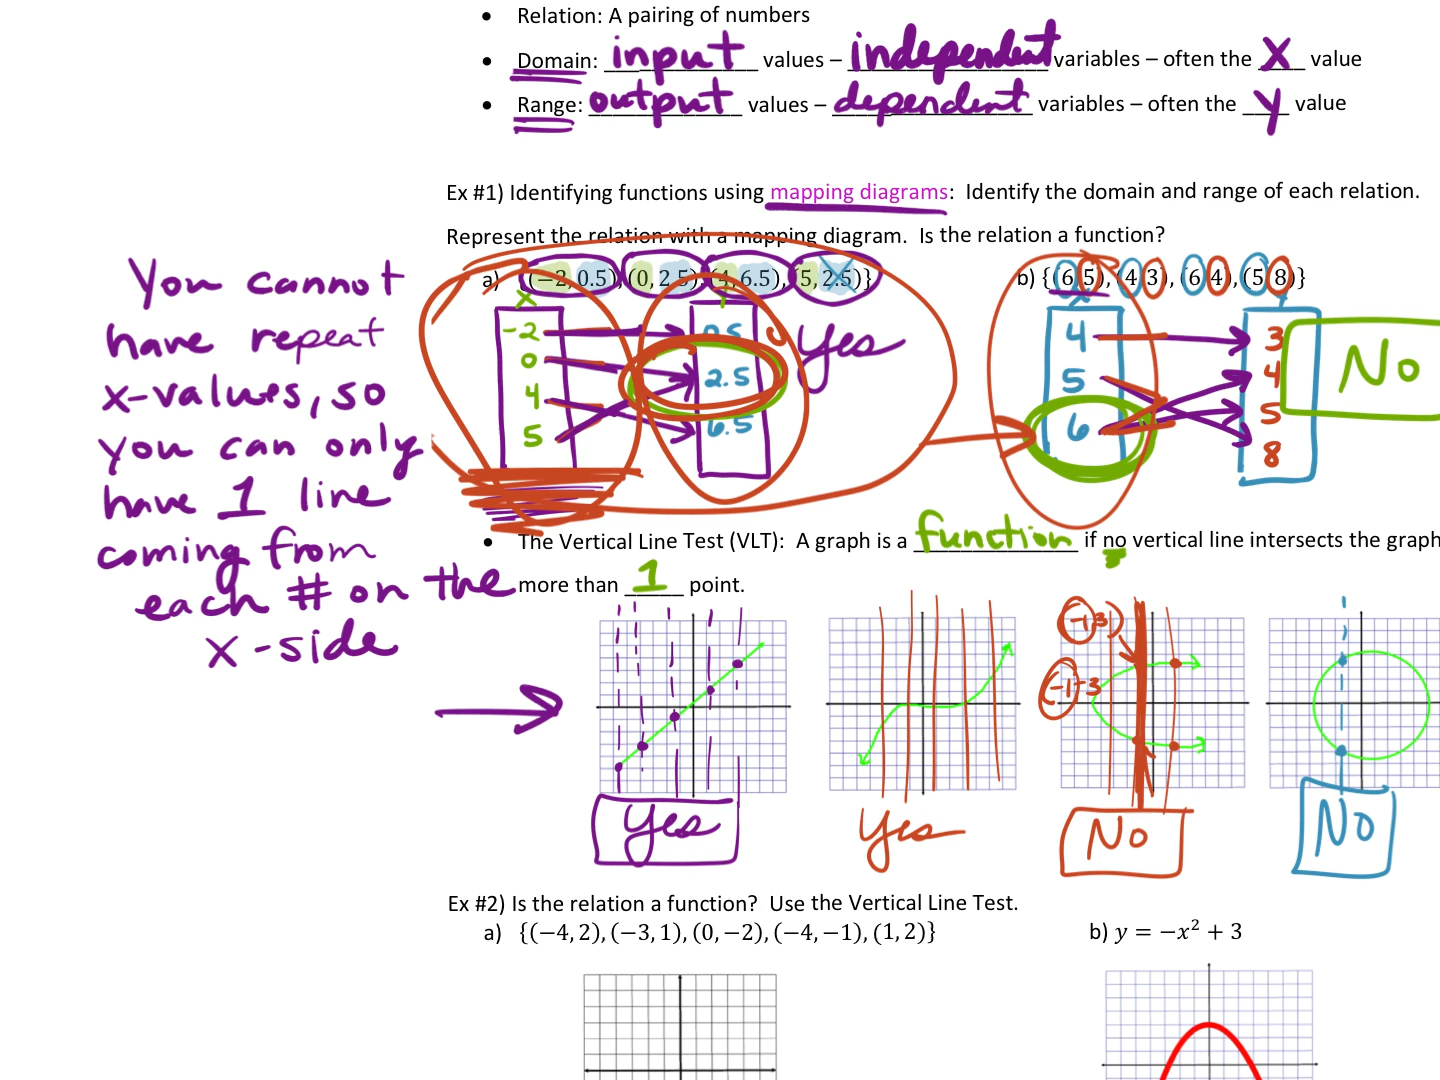 • Relation: A pairing of numbers
• Domain: input values – independent variables – often the x value
• Range: output values – dependent variables – often the y value
Ex #1) Identifying functions using mapping diagrams: Identify the domain and range of each relation.
Represent the relation with a mapping diagram. Is the relation a function?
a) {(−2, 0.5), (0, 2.5), (4, 6.5), (5, 2.5)} b) {(6, 5), (4, 3), (6, 4), (5, 8)}
x y x y
-2 0.5 4 3
0 2.5 5 4
4 6.5 6 5
5 8
Yes No
You cannot
have repeat
x-values, so
you can only
have 1 line
coming from
each # on the
x-side
• The Vertical Line Test (VLT): A graph is a function if no vertical line intersects the graph
more than 1 point.
(-1, 3)
(-1, -3
Yes Yes No No
Ex #2) Is the relation a function? Use the Vertical Line Test.
a) {(−4, 2), (−3, 1), (0, −2), (−4, −1), (1, 2)} b) y = −x² + 3